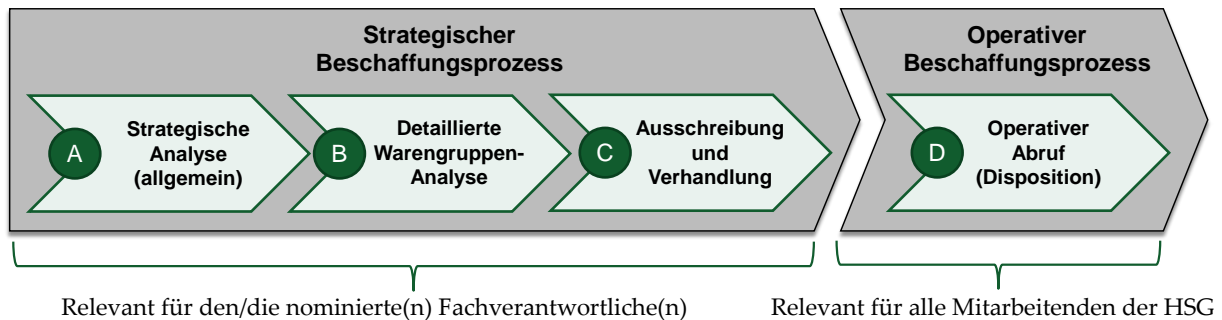 Strategischer
Beschaffungsprozess
A
Strategische
Analyse
(allgemein)
B
Detaillierte
Warengruppen-
Analyse
C
Ausschreibung
und
Verhandlung
Operativer
Beschaffungsprozess
D
Operativer
Abruf
(Disposition)
Relevant für den/die nominierte(n) Fachverantwortliche(n)
Relevant für alle Mitarbeitenden der HSG